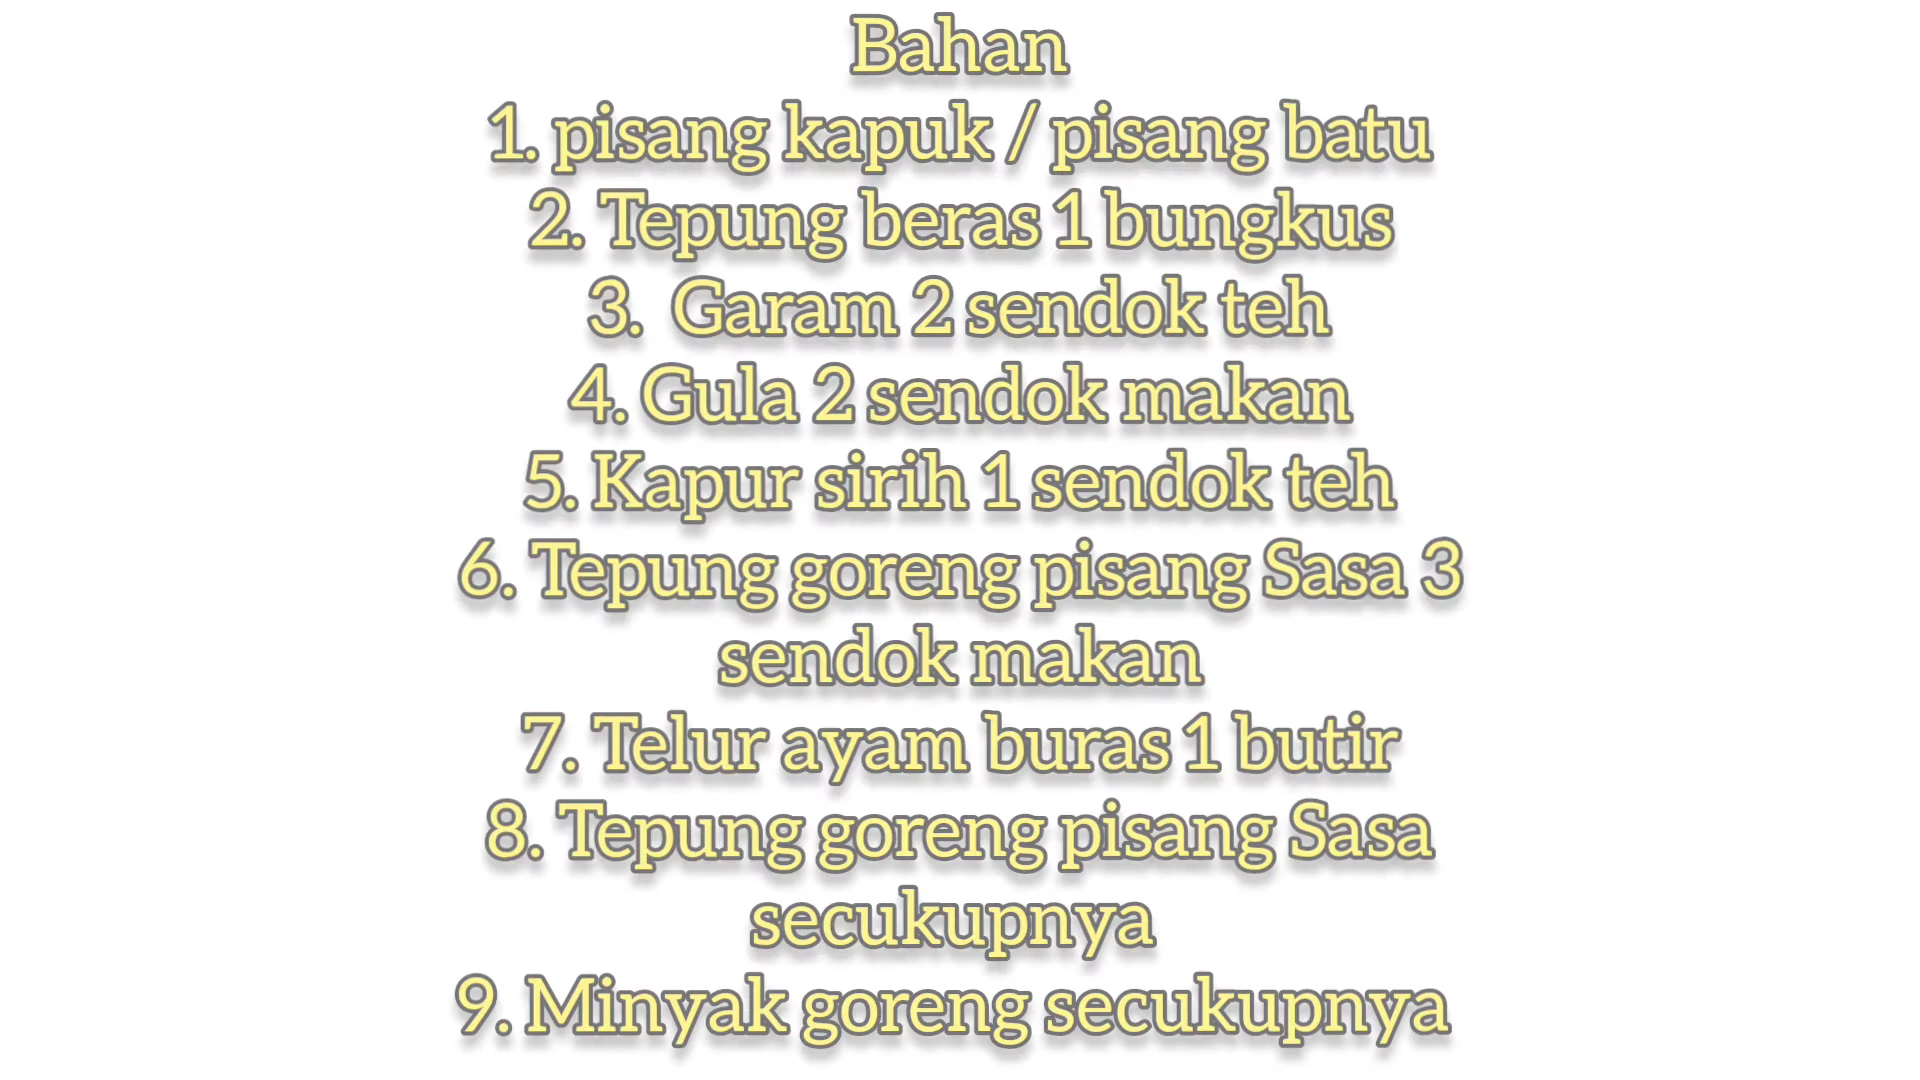 Bahan
1. pisang kapuk / pisang batu
2. Tepung beras 1 bungkus
3. Garam 2 sendok teh
4. Gula 2 sendok makan
5. Kapur sirih 1 sendok teh
6. Tepung goreng pisang Sasa 3
sendok makan
7. Telur ayam buras 1 butir
8. Tepung goreng pisang Sasa
secukupnya
9. Minyak goreng secukupnya